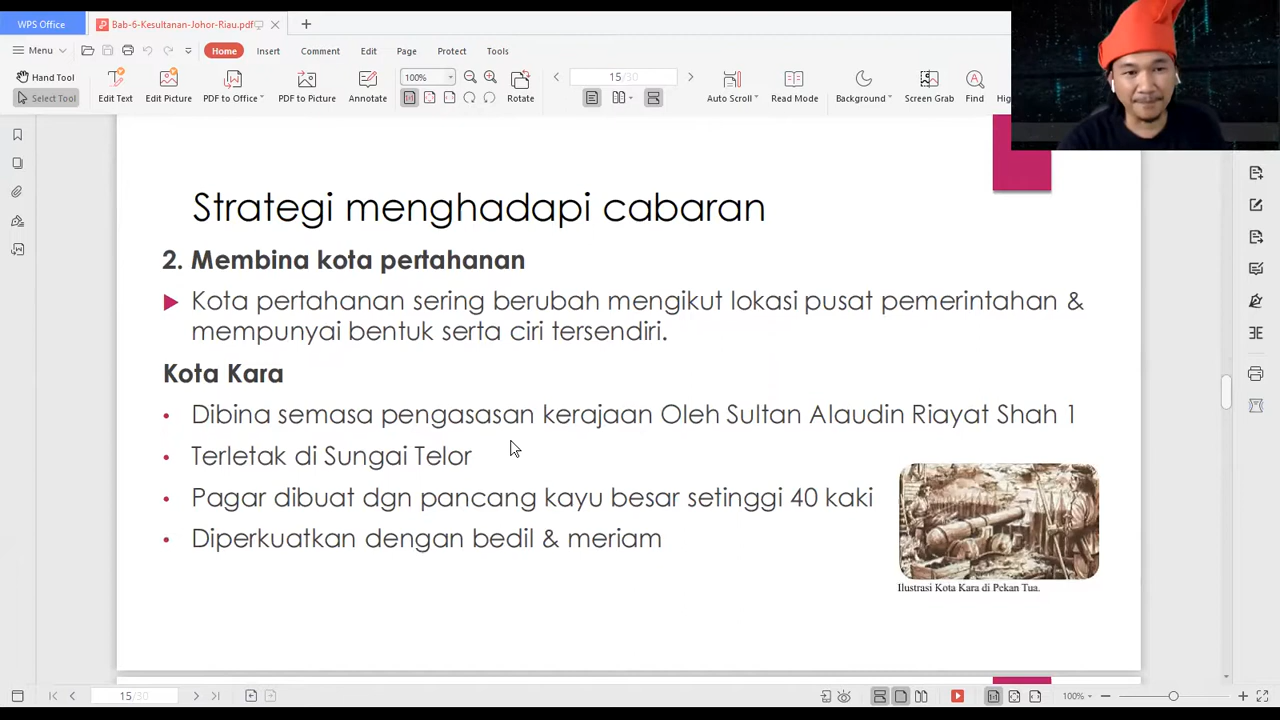 WPS Office
Bab-6-Kesultanan-Johor-Riau.pdf
Menu
Home Insert Comment Edit Page Protect Tools
Hand Tool
Select Tool
Edit Text
Edit Picture
PDF to Office
PDF to Picture
Annotate
100%
Rotate
15/30
Auto Scroll
Read Mode
Background
Screen Grab
Find
Strategi menghadapi cabaran
2. Membina kota pertahanan
Kota pertahanan sering berubah mengikut lokasi pusat pemerintahan &
mempunyai bentuk serta ciri tersendiri.
Kota Kara
• Dibina semasa pengasasan kerajaan Oleh Sultan Alaudin Riayat Shah 1
• Terletak di Sungai Telor
• Pagar dibuat dgn pancang kayu besar setinggi 40 kaki
• Diperkuatkan dengan bedil & meriam
Ilustrasi Kota Kara di Pekan Tua.
15/30
100%